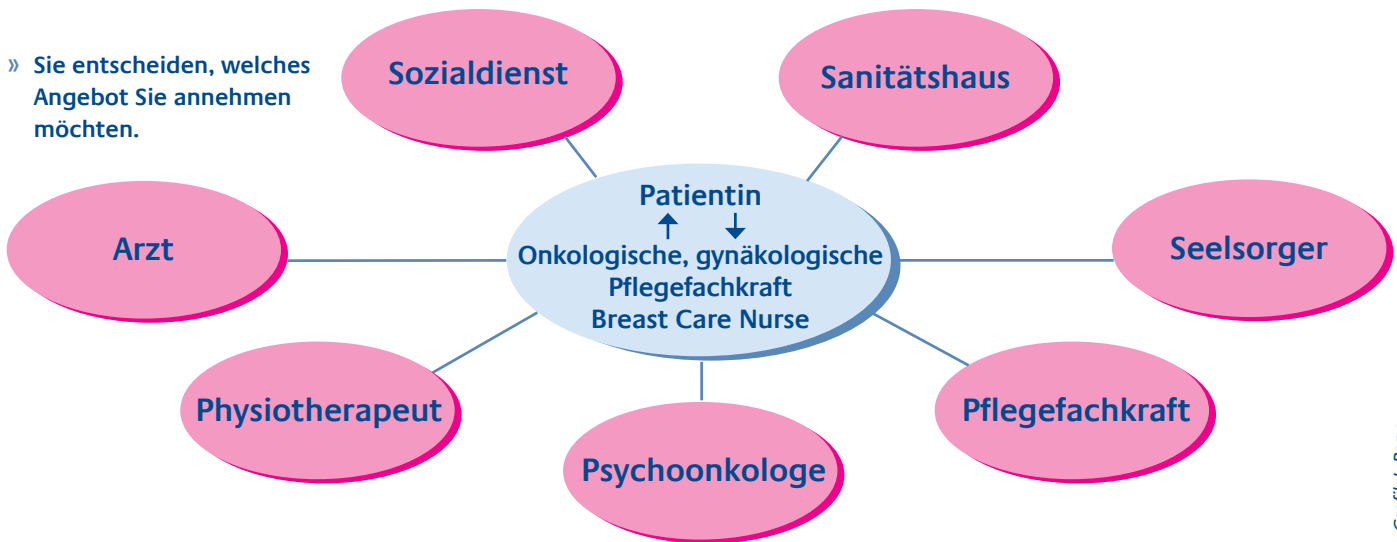 » Sie entscheiden, welches
Angebot Sie annehmen
möchten.
Sozialdienst
Sanitätshaus
Arzt
Patientin
Onkologische, gynäkologische
Pflegefachkraft
Breast Care Nurse
Seelsorger
Physiotherapeut
Psychoonkologe
Pflegefachkraft